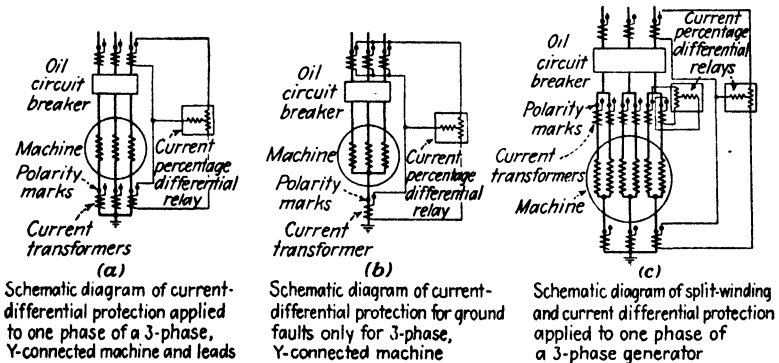 Oil
circuit
breaker
Machine
Polarity
marks
Current
percentage
differential
relay
Current
transformers
(a)
Schematic diagram of current-
differential protection applied
to one phase of a 3-phase,
Y-connected machine and leads
Oil
circuit
breaker
Machine
Polarity
marks
Current
percentage
differential
relay
Current
transformer
(b)
Schematic diagram of current-
differential protection for ground
faults only for 3-phase,
Y-connected machine
Current
percentage
differential
relays
Oil
circuit
breaker
Polarity
marks
Current
transformers
Machine
(c)
Schematic diagram of split-winding
and current differential protection
applied to one phase of
a 3-phase generator